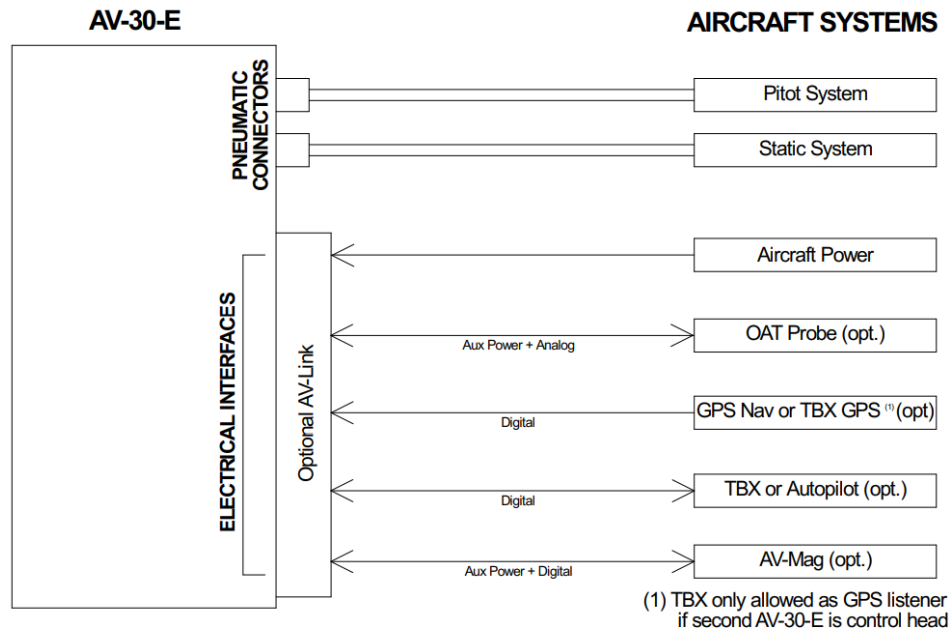 AV-30-E
AIRCRAFT SYSTEMS
PNEUMATIC
CONNECTORS
Pitot System
Static System
ELECTRICAL INTERFACES
Optional AV-Link
Aircraft Power
Aux Power + Analog
OAT Probe (opt.)
Digital
GPS Nav or TBX GPS (1) (opt)
Digital
TBX or Autopilot (opt.)
Aux Power + Digital
AV-Mag (opt.)
(1) TBX only allowed as GPS listener
if second AV-30-E is control head